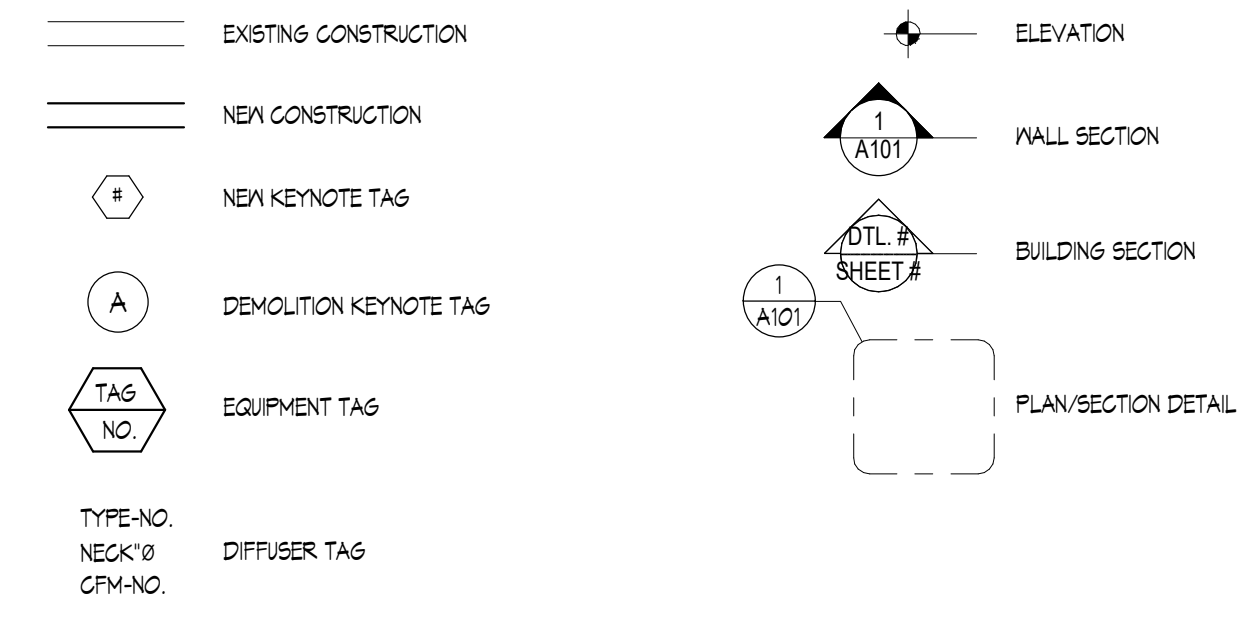 EXISTING CONSTRUCTION
NEW CONSTRUCTION
#
NEW KEYNOTE TAG
A
DEMOLITION KEYNOTE TAG
TAG
NO.
EQUIPMENT TAG
TYPE-NO.
NECK"Ø
CFM-NO.
DIFFUSER TAG
ELEVATION
1
A101
WALL SECTION
DTL. #
SHEET #
BUILDING SECTION
1
A101
PLAN/SECTION DETAIL